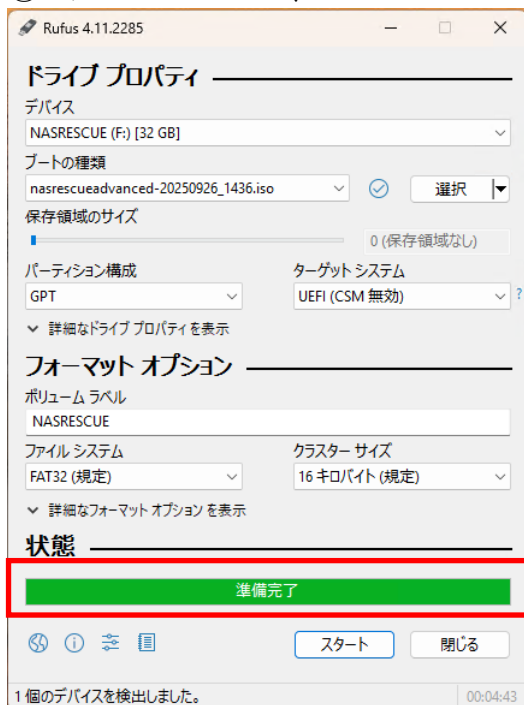 Rufus 4.11.2285
ドライブ プロパティ
デバイス
NASRESCUE (F:) [32 GB]
ブートの種類
nasrescueadvanced-20250926_1436.iso
選択
保存領域のサイズ
0 (保存領域なし)
パーティション構成 ターゲット システム
GPT UEFI (CSM 無効) ?
詳細なドライブ プロパティを表示
フォーマット オプション
ボリューム ラベル
NASRESCUE
ファイル システム クラスター サイズ
FAT32 (規定) 16 キロバイト (規定)
詳細なフォーマット オプション を表示
状態
準備完了
スタート 閉じる
1 個のデバイスを検出しました。 00:04:43